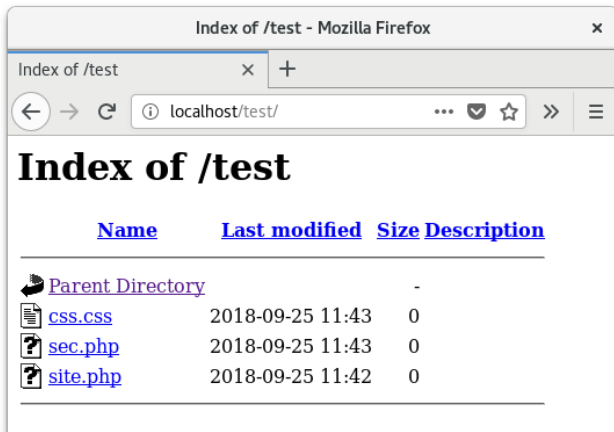 Index of /test - Mozilla Firefox
Index of /test
localhost/test/
Index of /test
Name Last modified Size Description
Parent Directory -
css.css 2018-09-25 11:43 0
sec.php 2018-09-25 11:43 0
site.php 2018-09-25 11:42 0